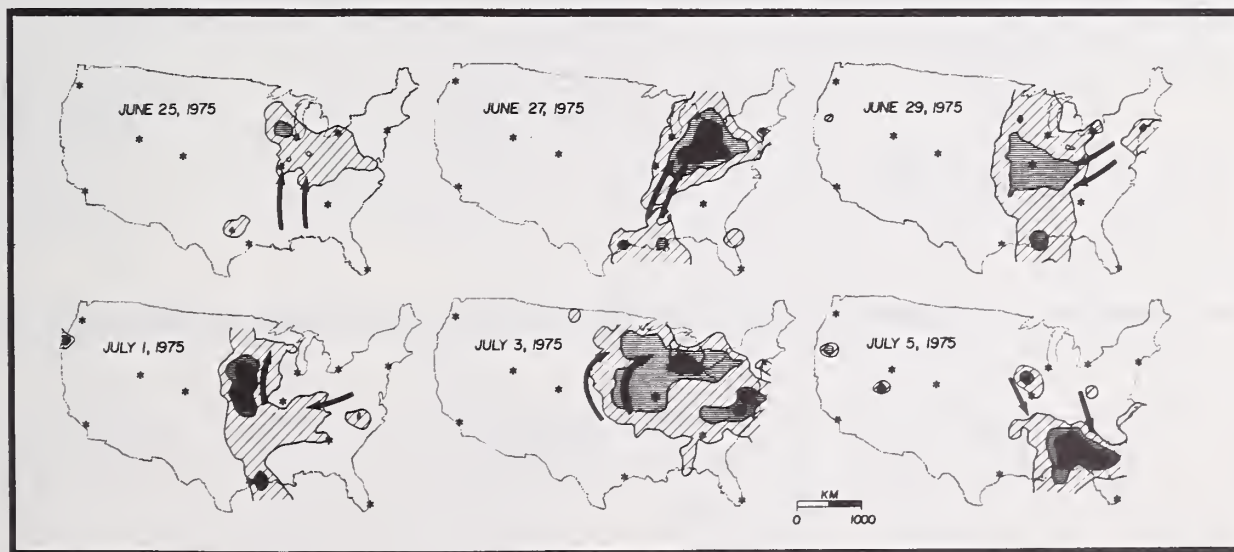 JUNE 25, 1975
JUNE 27, 1975
JUNE 29, 1975
JULY 1, 1975
JULY 3, 1975
JULY 5, 1975
KM
0 1000